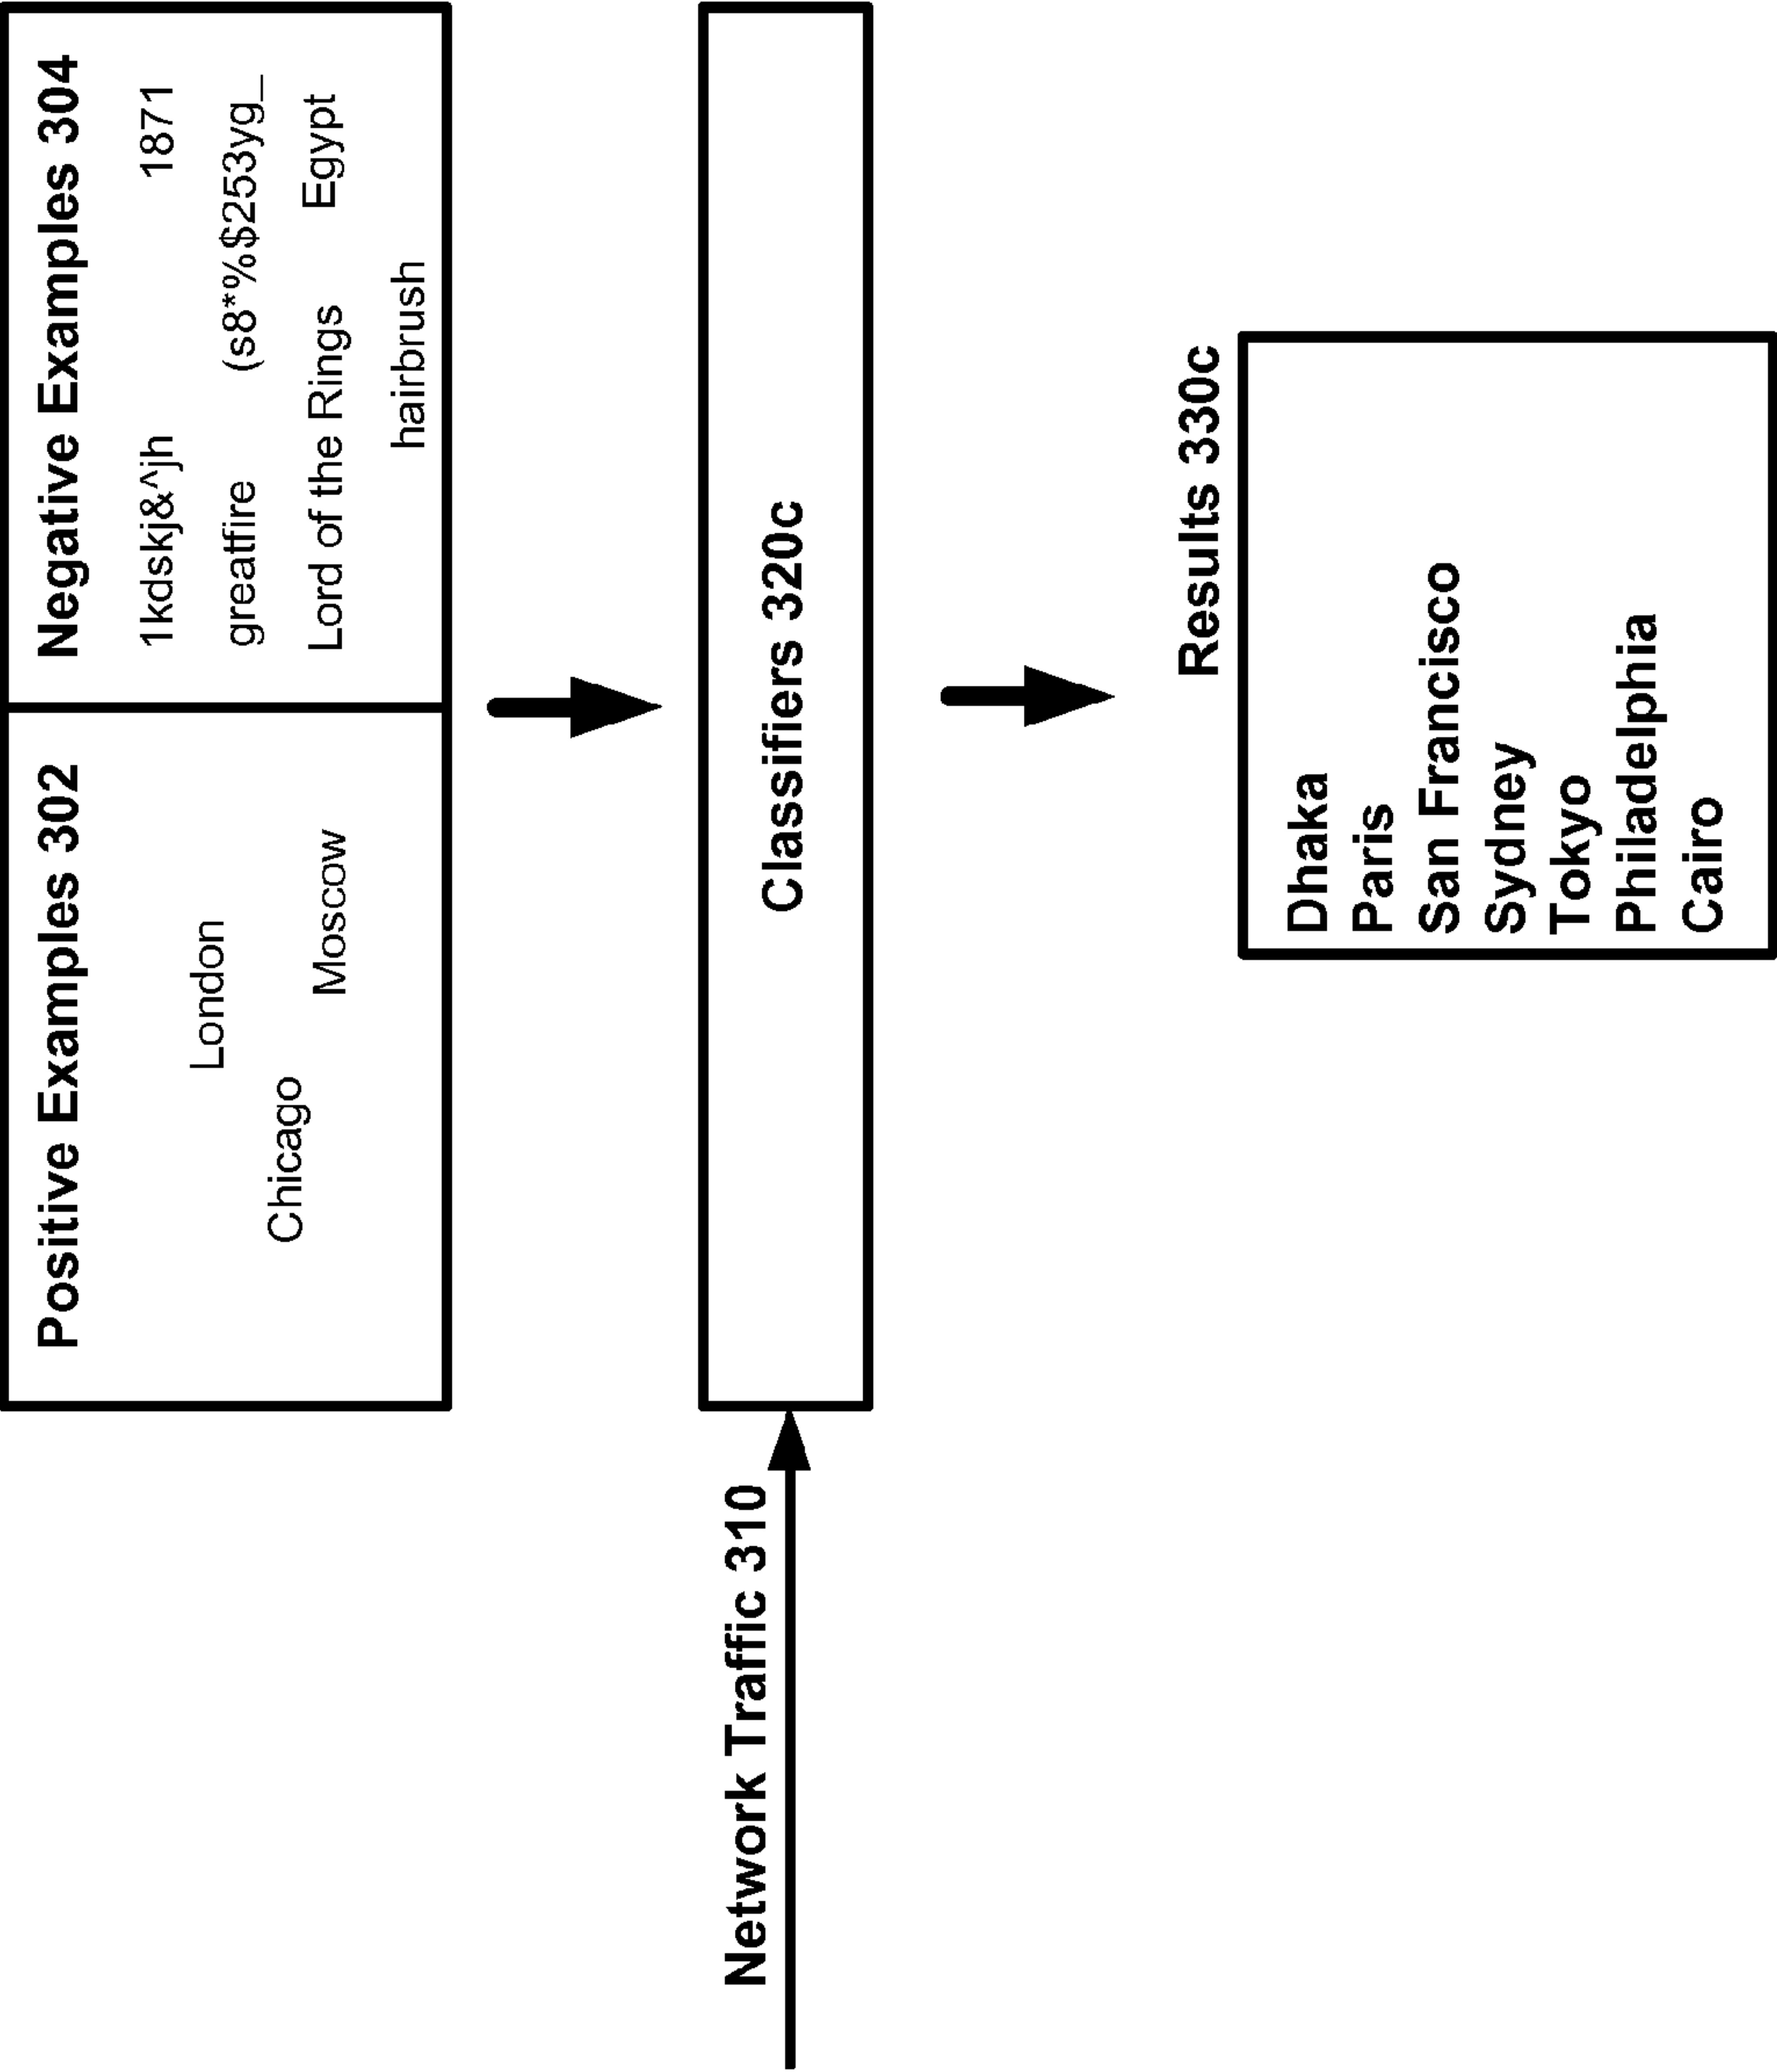 Positive Examples 302
London
Chicago
Moscow
Negative Examples 304
1kdskj&^jh 1871
greatfire (s8*%$253yg_
Lord of the Rings Egypt
hairbrush
Network Traffic 310
Classifiers 320c
Results 330c
Dhaka
Paris
San Francisco
Sydney
Tokyo
Philadelphia
Cairo